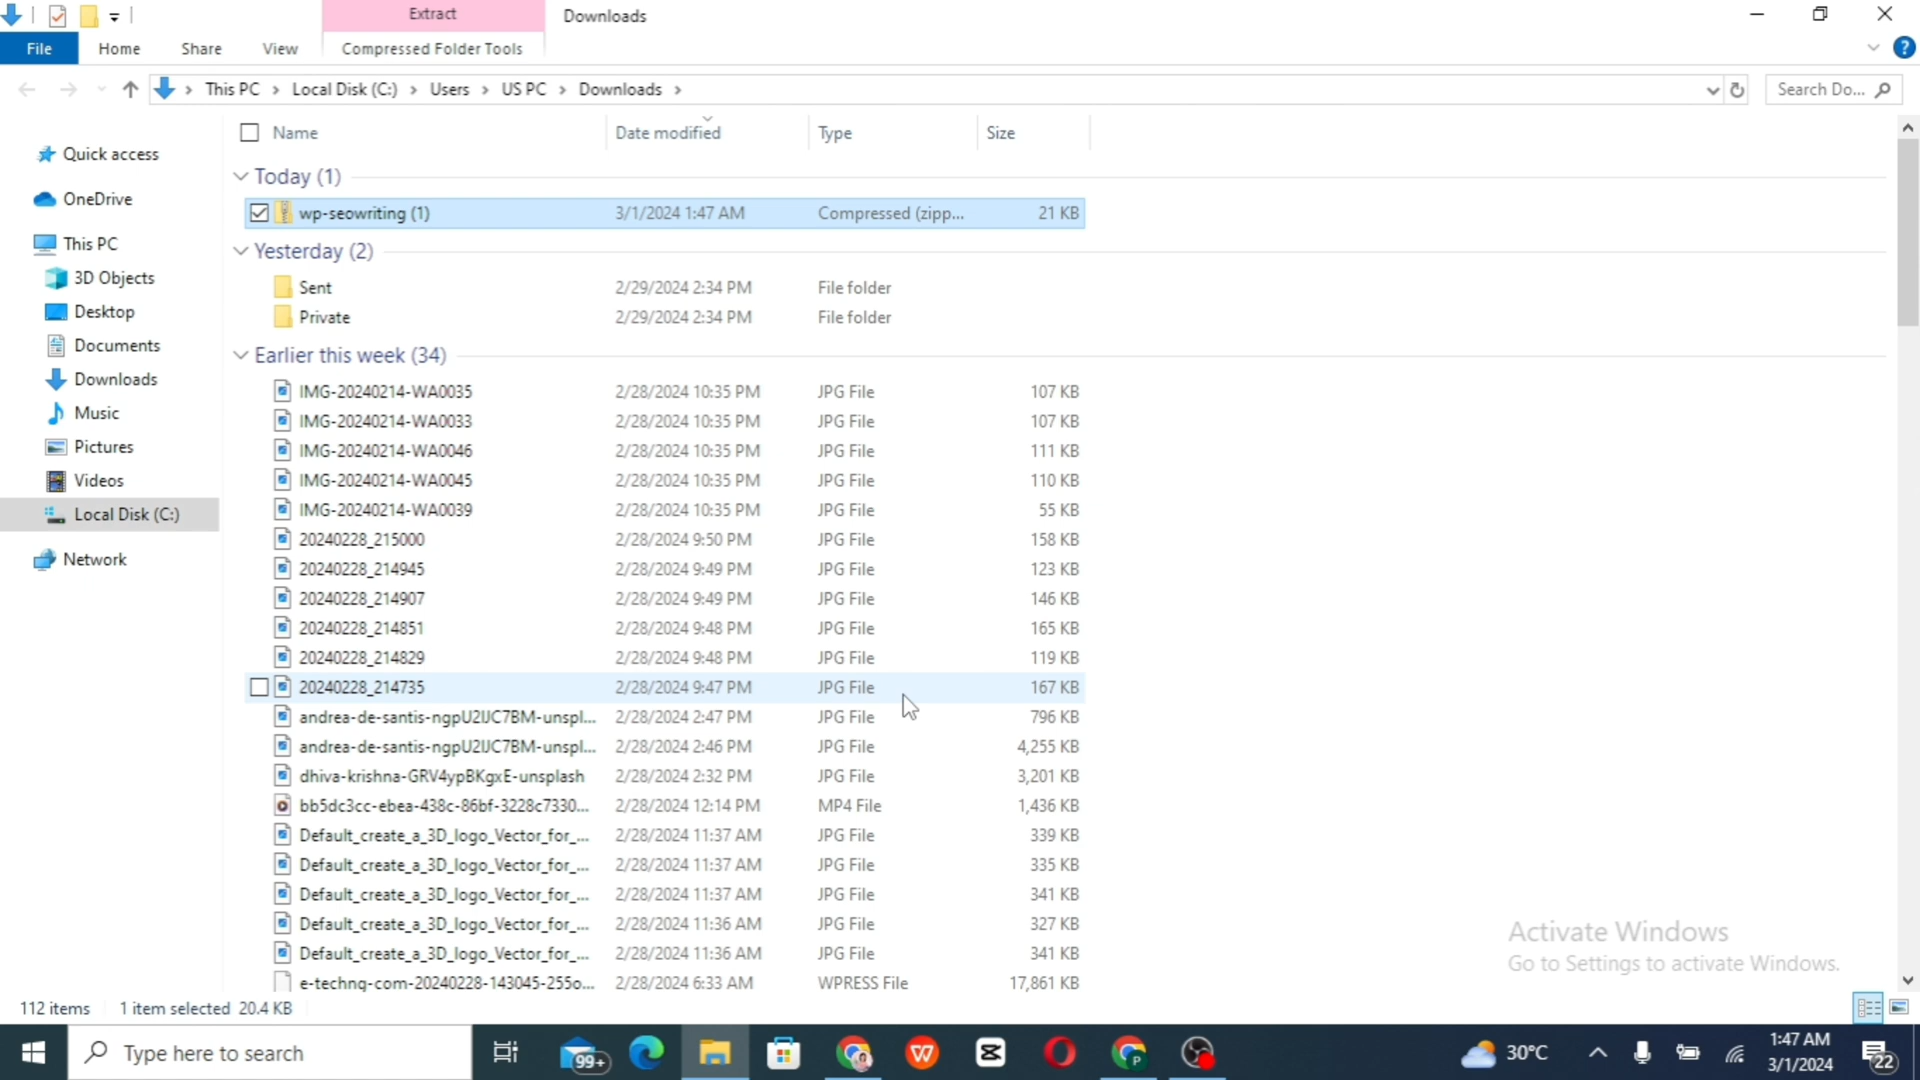 Extract
Downloads
File
Home
Share
View
Compressed Folder Tools
This PC
Local Disk (C:)
Users
US PC
Downloads
Search Do...
Name
Date modified
Type
Size
Quick access
OneDrive
This PC
3D Objects
Desktop
Documents
Downloads
Music
Pictures
Videos
Local Disk (C:)
Network
Today (1)
wp-seowriting (1) 3/1/2024 1:47 AM Compressed (zipp... 21 KB
Yesterday (2)
Sent 2/29/2024 2:34 PM File folder
Private 2/29/2024 2:34 PM File folder
Earlier this week (34)
IMG-20240214-WA0035 2/28/2024 10:35 PM JPG File 107 KB
IMG-20240214-WA0033 2/28/2024 10:35 PM JPG File 107 KB
IMG-20240214-WA0046 2/28/2024 10:35 PM JPG File 111 KB
IMG-20240214-WA0045 2/28/2024 10:35 PM JPG File 110 KB
IMG-20240214-WA0039 2/28/2024 10:35 PM JPG File 55 KB
20240228_215000 2/28/2024 9:50 PM JPG File 158 KB
20240228_214945 2/28/2024 9:49 PM JPG File 123 KB
20240228_214907 2/28/2024 9:49 PM JPG File 146 KB
20240228_214851 2/28/2024 9:48 PM JPG File 165 KB
20240228_214829 2/28/2024 9:48 PM JPG File 119 KB
20240228_214735 2/28/2024 9:47 PM JPG File 167 KB
andrea-de-santis-ngpU2IJC7BM-unspl... 2/28/2024 2:47 PM JPG File 796 KB
andrea-de-santis-ngpU2IJC7BM-unspl... 2/28/2024 2:46 PM JPG File 4,255 KB
dhiva-krishna-GRV4ypBKgxE-unsplash 2/28/2024 2:32 PM JPG File 3,201 KB
bb5dc3cc-ebea-438c-86bf-3228c7330... 2/28/2024 12:14 PM MP4 File 1,436 KB
Default_create_a_3D_logo_Vector_for_... 2/28/2024 11:37 AM JPG File 339 KB
Default_create_a_3D_logo_Vector_for_... 2/28/2024 11:37 AM JPG File 335 KB
Default_create_a_3D_logo_Vector_for_... 2/28/2024 11:37 AM JPG File 341 KB
Default_create_a_3D_logo_Vector_for_... 2/28/2024 11:36 AM JPG File 327 KB
Default_create_a_3D_logo_Vector_for_... 2/28/2024 11:36 AM JPG File 341 KB
e-techng-com-20240228-143045-255o... 2/28/2024 6:33 AM WPRESS File 17,861 KB
Activate Windows
Go to Settings to activate Windows.
112 items 1 item selected 20.4 KB
Type here to search
99+
30°C
1:47 AM
3/1/2024
22